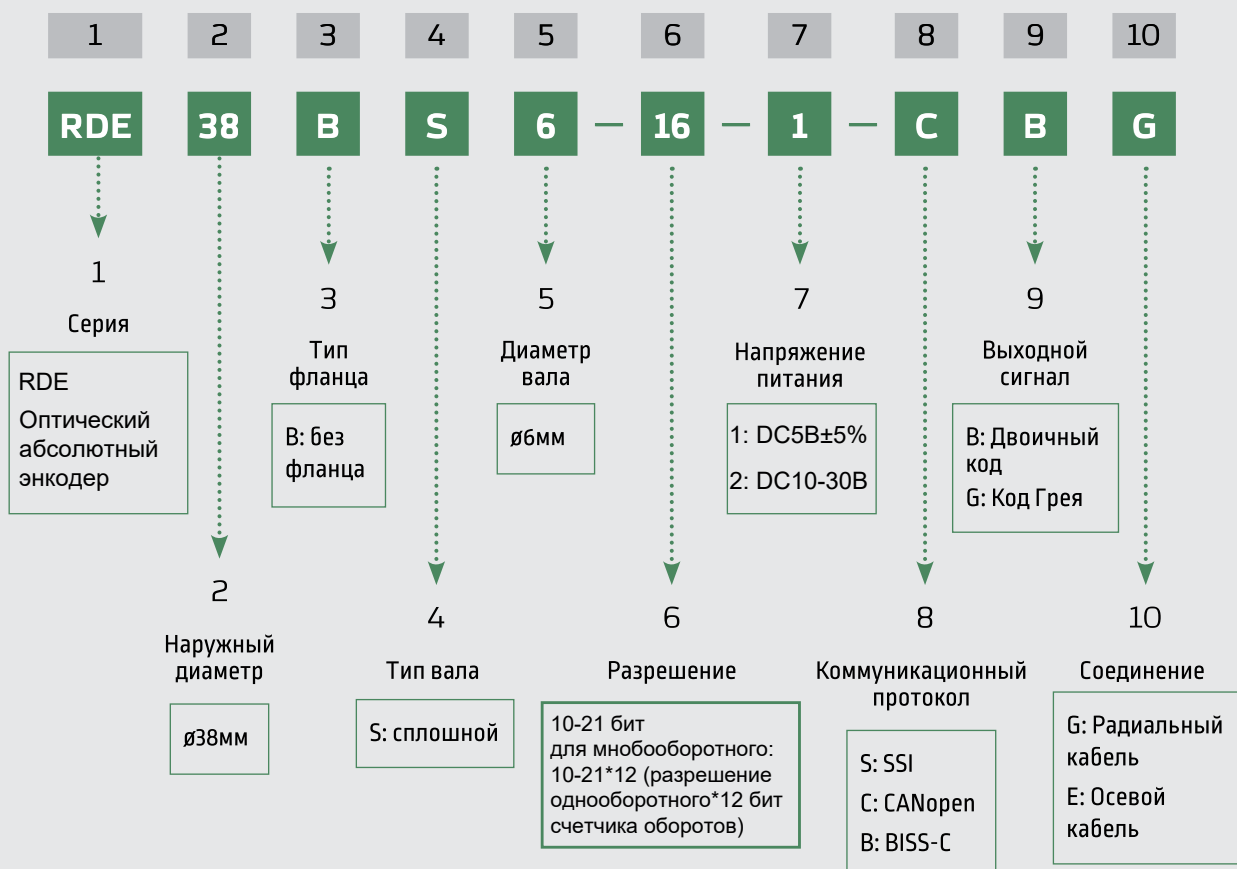 1 2 3 4 5 6 7 8 9 10
RDE 38 B S 6 — 16 — 1 — C B G
1
Серия
RDE
Оптический
абсолютный
энкодер
2
Наружный
диаметр
ø38мм
3
Тип
фланца
B: без
фланца
4
Тип вала
S: сплошной
5
Диаметр
вала
ø6мм
6
Разрешение
10-21 бит
для мнобооборотного:
10-21*12 (разрешение
однооборотного*12 бит
счетчика оборотов)
7
Напряжение
питания
1: DC5В±5%
2: DC10-30В
8
Коммуникационный
протокол
S: SSI
C: CANopen
B: BISS-C
9
Выходной
сигнал
B: Двоичный
код
G: Код Грея
10
Соединение
G: Радиальный
кабель
E: Осевой
кабель